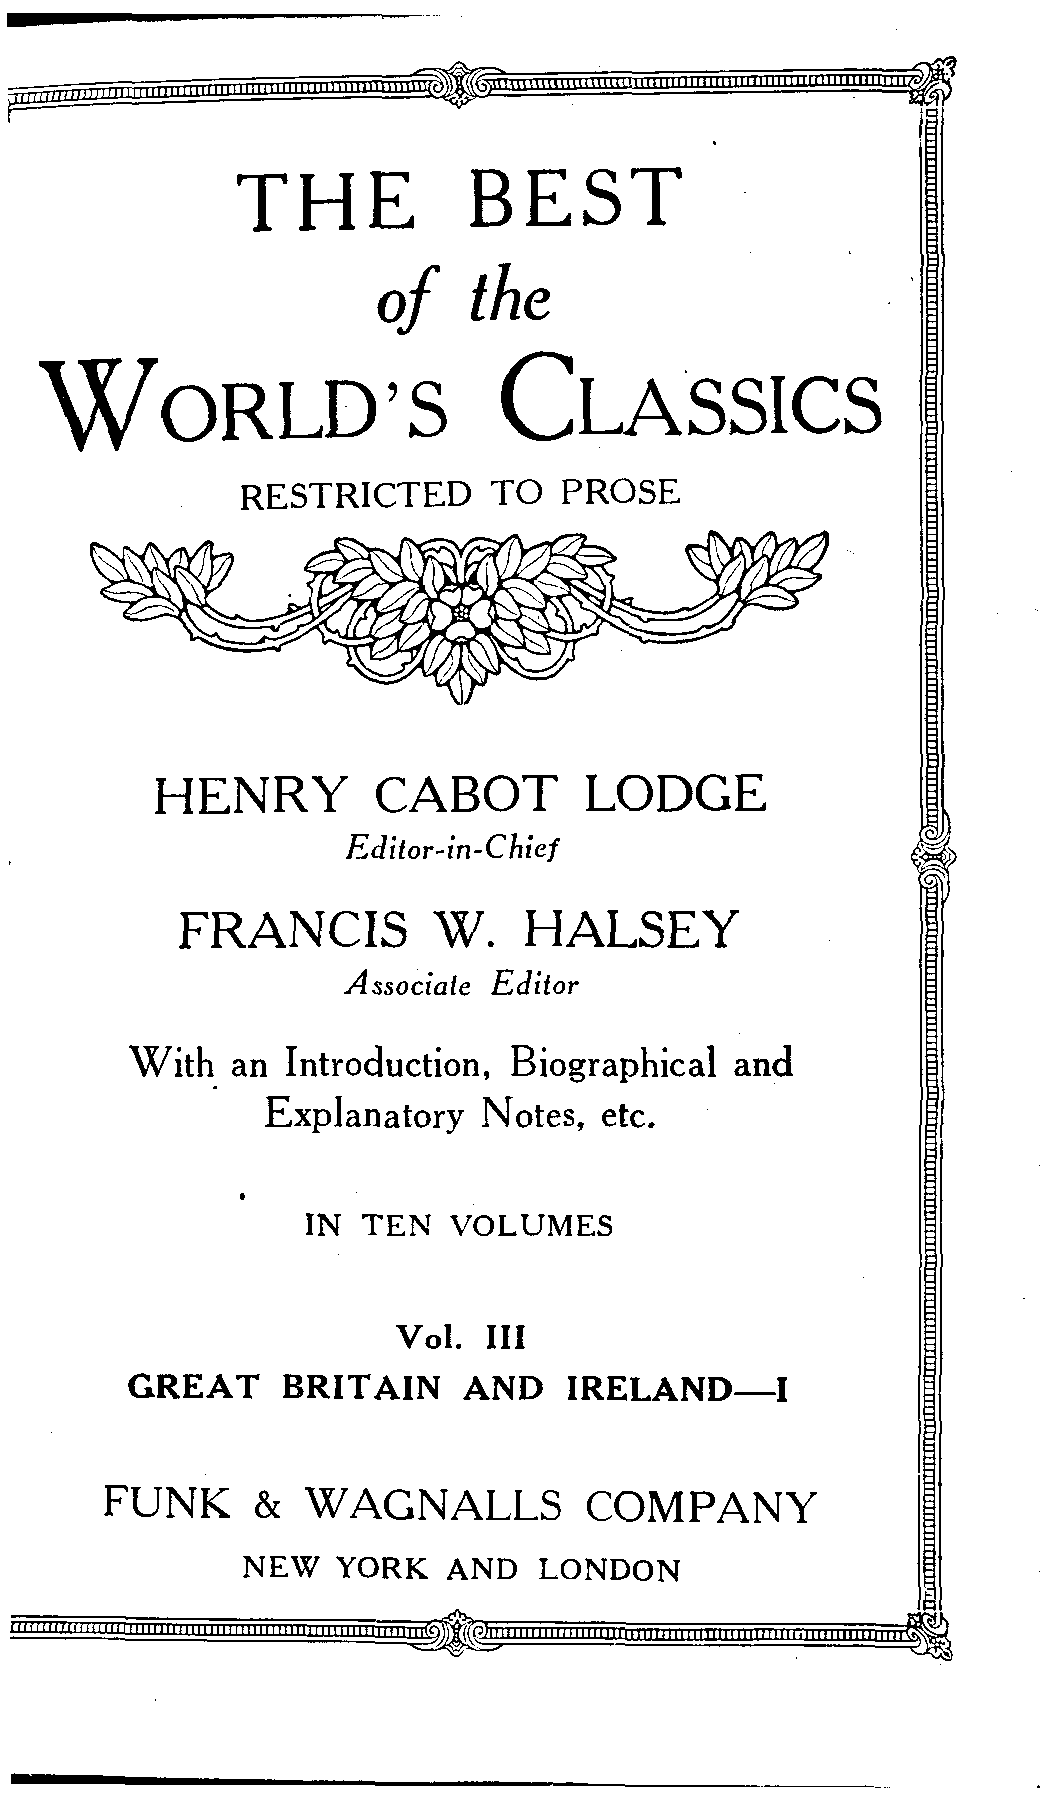 THE BEST
of the
WORLD'S CLASSICS
RESTRICTED TO PROSE
HENRY CABOT LODGE
Editor-in-Chief
FRANCIS W. HALSEY
Associate Editor
With an Introduction, Biographical and
Explanatory Notes, etc.
IN TEN VOLUMES
Vol. III
GREAT BRITAIN AND IRELAND—I
FUNK & WAGNALLS COMPANY
NEW YORK AND LONDON